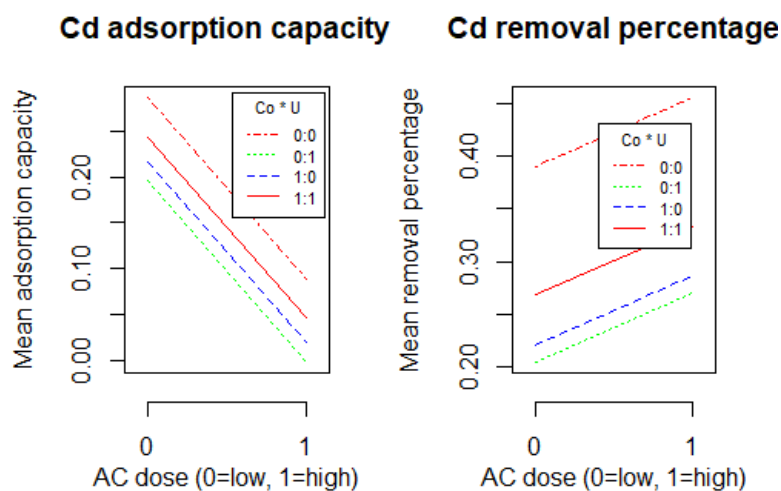 Cd adsorption capacity
Mean adsorption capacity
0.00
0.10
0.20
Co * U
0:0
0:1
1:0
1:1
0
1
AC dose (0=low, 1=high)
Cd removal percentage
Mean removal percentage
0.20
0.30
0.40
Co * U
0:0
0:1
1:0
1:1
0
1
AC dose (0=low, 1=high)